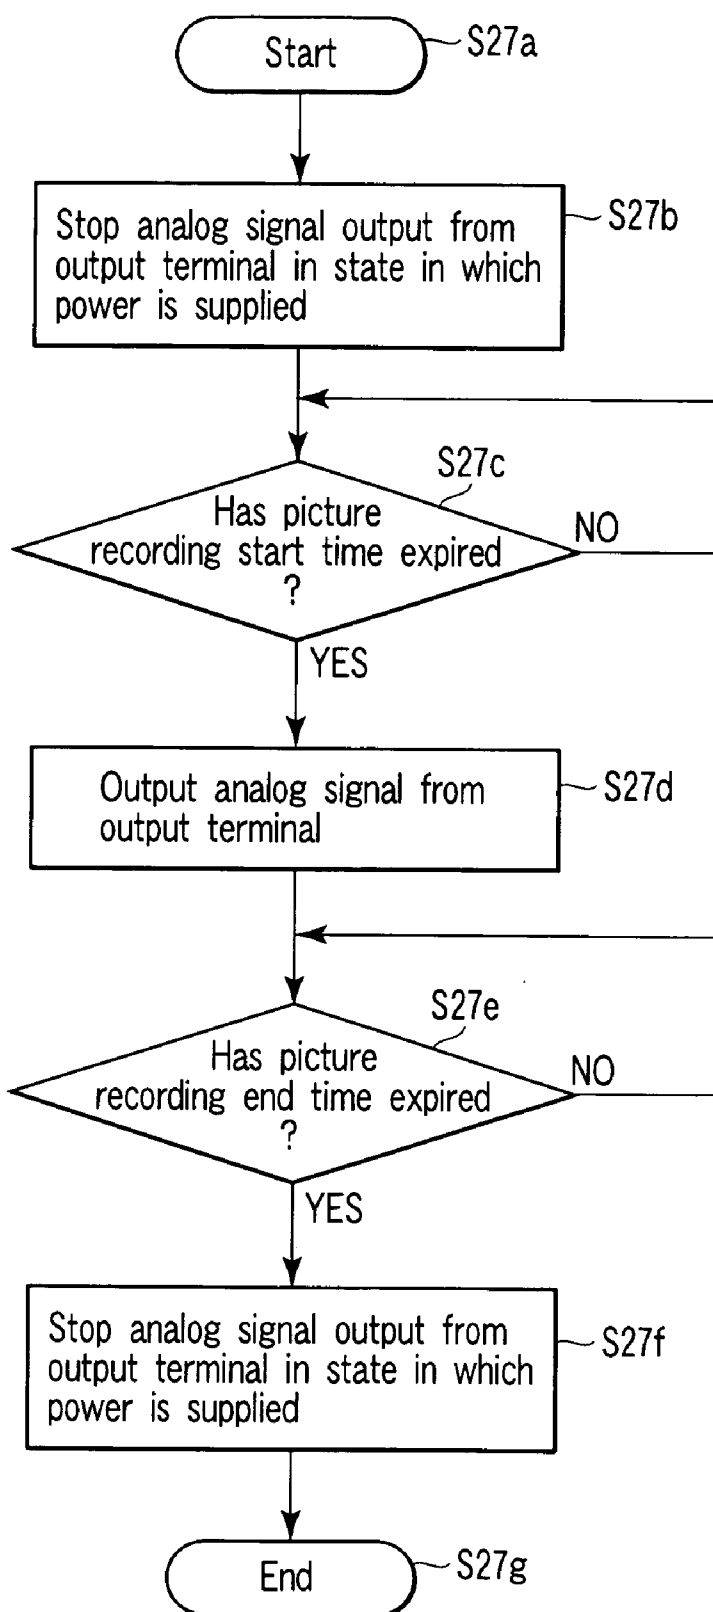 Start
S27a
Stop analog signal output from
output terminal in state in which
power is supplied
S27b
S27c
Has picture
recording start time expired
?
NO
YES
Output analog signal from
output terminal
S27d
S27e
Has picture
recording end time expired
?
NO
YES
Stop analog signal output from
output terminal in state in which
power is supplied
S27f
End
S27g